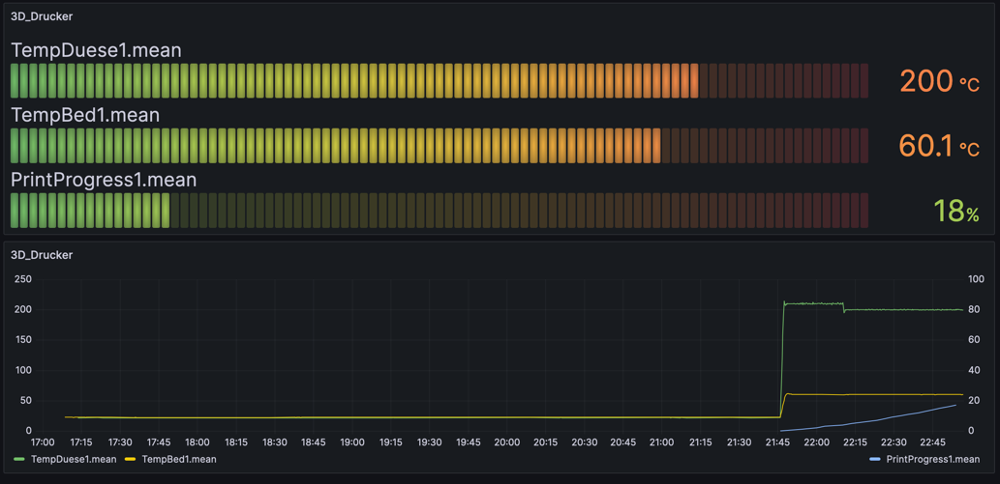 3D_Drucker
TempDuese1.mean
200 °C
TempBed1.mean
60.1 °C
PrintProgress1.mean
18%
3D_Drucker
250
200
150
100
50
0
100
80
60
40
20
0
17:00 17:15 17:30 17:45 18:00 18:15 18:30 18:45 19:00 19:15 19:30 19:45 20:00 20:15 20:30 20:45 21:00 21:15 21:30 21:45 22:00 22:15 22:30 22:45
TempDuese1.mean TempBed1.mean PrintProgress1.mean